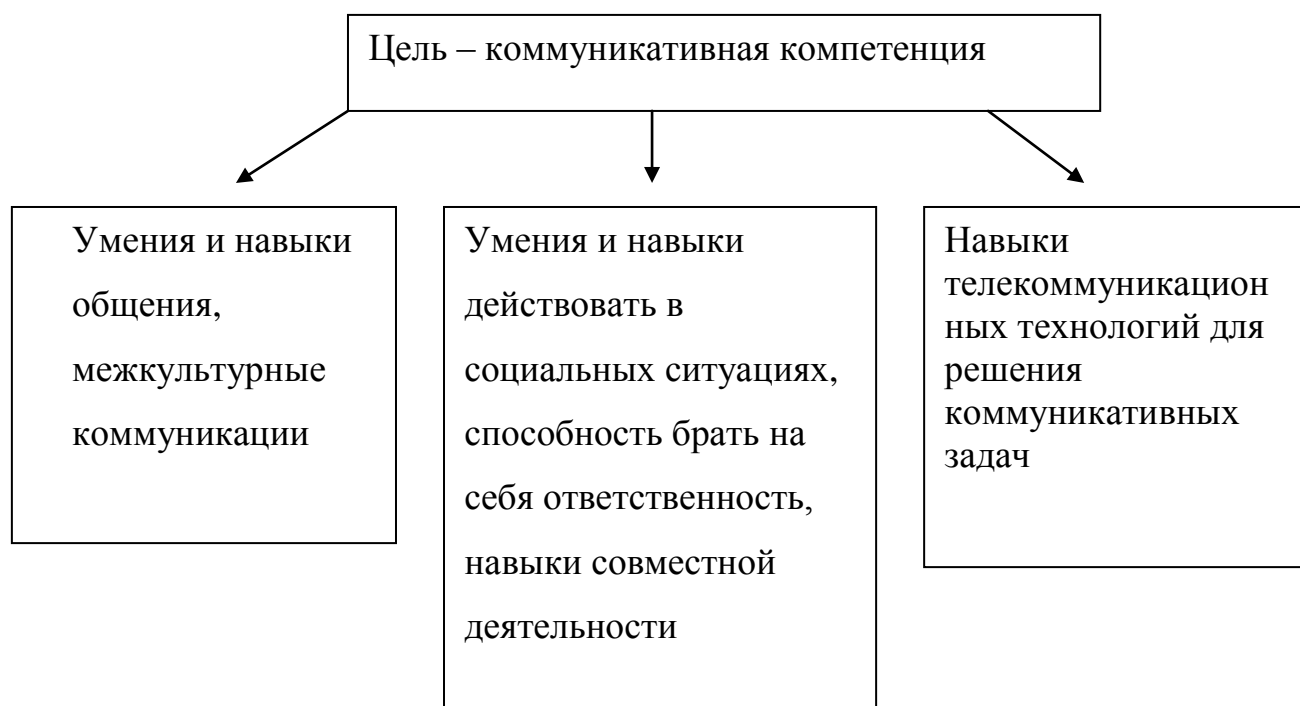 Цель – коммуникативная компетенция
Умения и навыки
общения,
межкультурные
коммуникации
Умения и навыки
действовать в
социальных ситуациях,
способность брать на
себя ответственность,
навыки совместной
деятельности
Навыки
телекоммуникацион
ных технологий для
решения
коммуникативных
задач